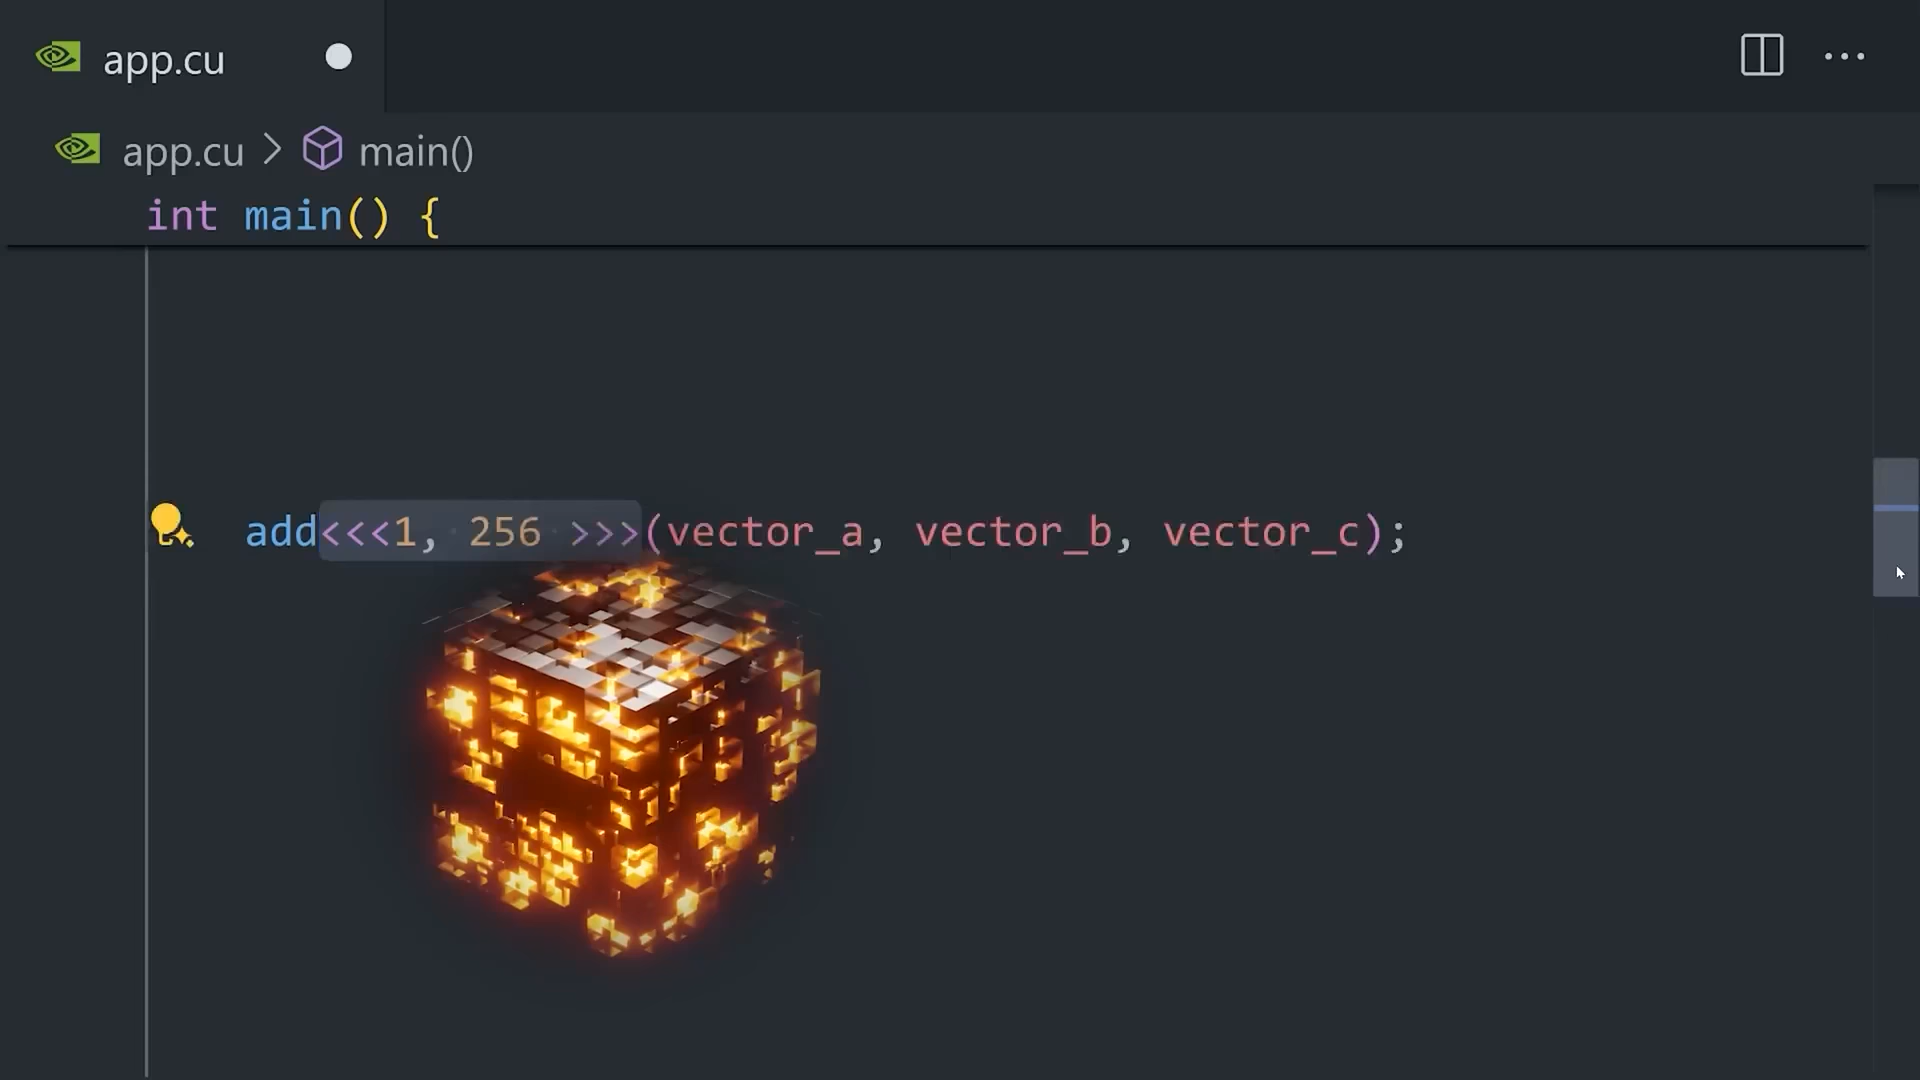 app.cu
app.cu > main()
int main() {
add<<<1, 256 >>>(vector_a, vector_b, vector_c);